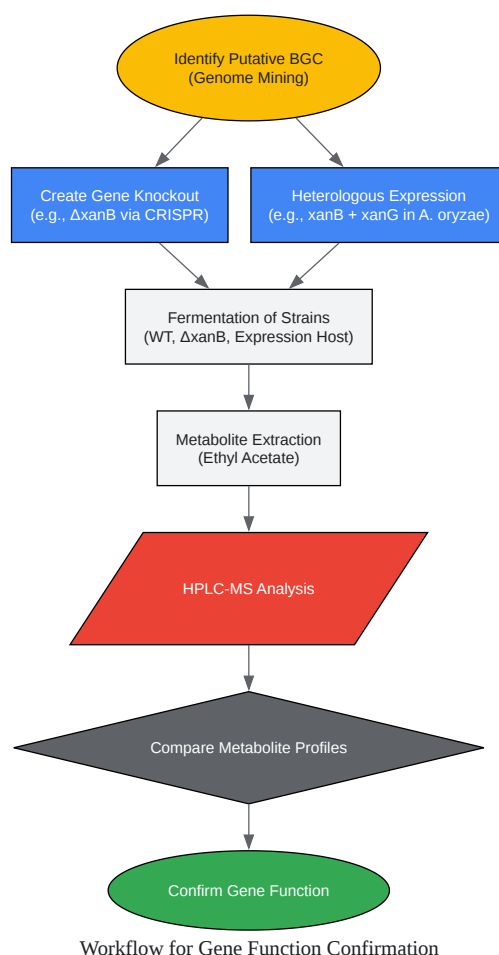 Identify Putative BGC
(Genome Mining)
Create Gene Knockout
(e.g., ΔxanB via CRISPR)
Heterologous Expression
(e.g., xanB + xanG in A. oryzae)
Fermentation of Strains
(WT, ΔxanB, Expression Host)
Metabolite Extraction
(Ethyl Acetate)
HPLC-MS Analysis
Compare Metabolite Profiles
Confirm Gene Function
Workflow for Gene Function Confirmation